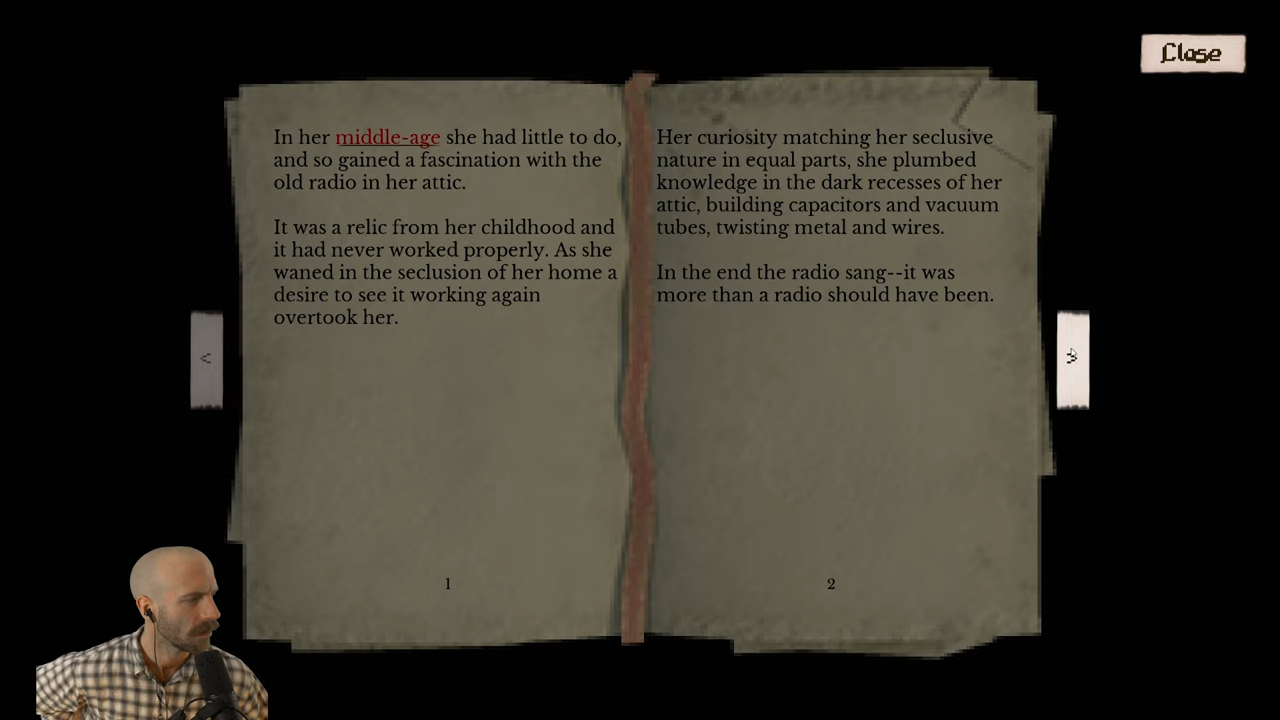 Close
In her middle-age she had little to do,
and so gained a fascination with the
old radio in her attic.
It was a relic from her childhood and
it had never worked properly. As she
waned in the seclusion of her home a
desire to see it working again
overtook her.
1
Her curiosity matching her seclusive
nature in equal parts, she plumbed
knowledge in the dark recesses of her
attic, building capacitors and vacuum
tubes, twisting metal and wires.
In the end the radio sang--it was
more than a radio should have been.
2
<
>